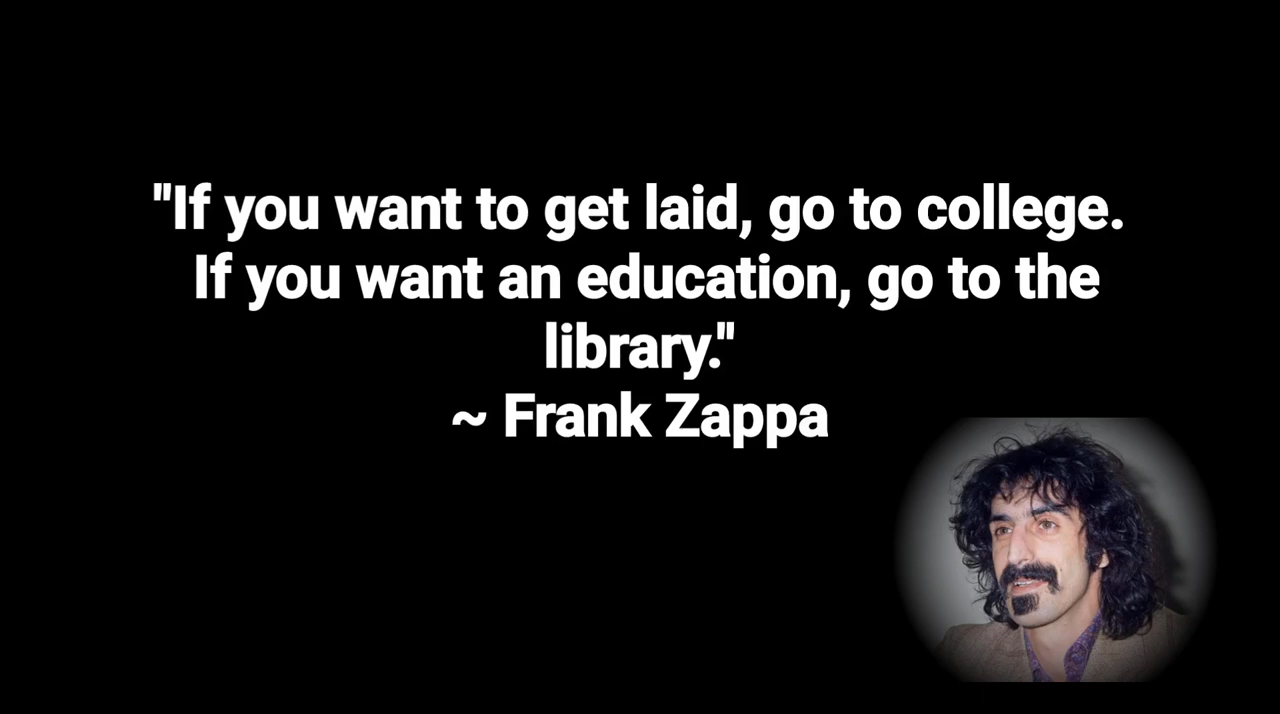 "If you want to get laid, go to college.
If you want an education, go to the
library."
~ Frank Zappa